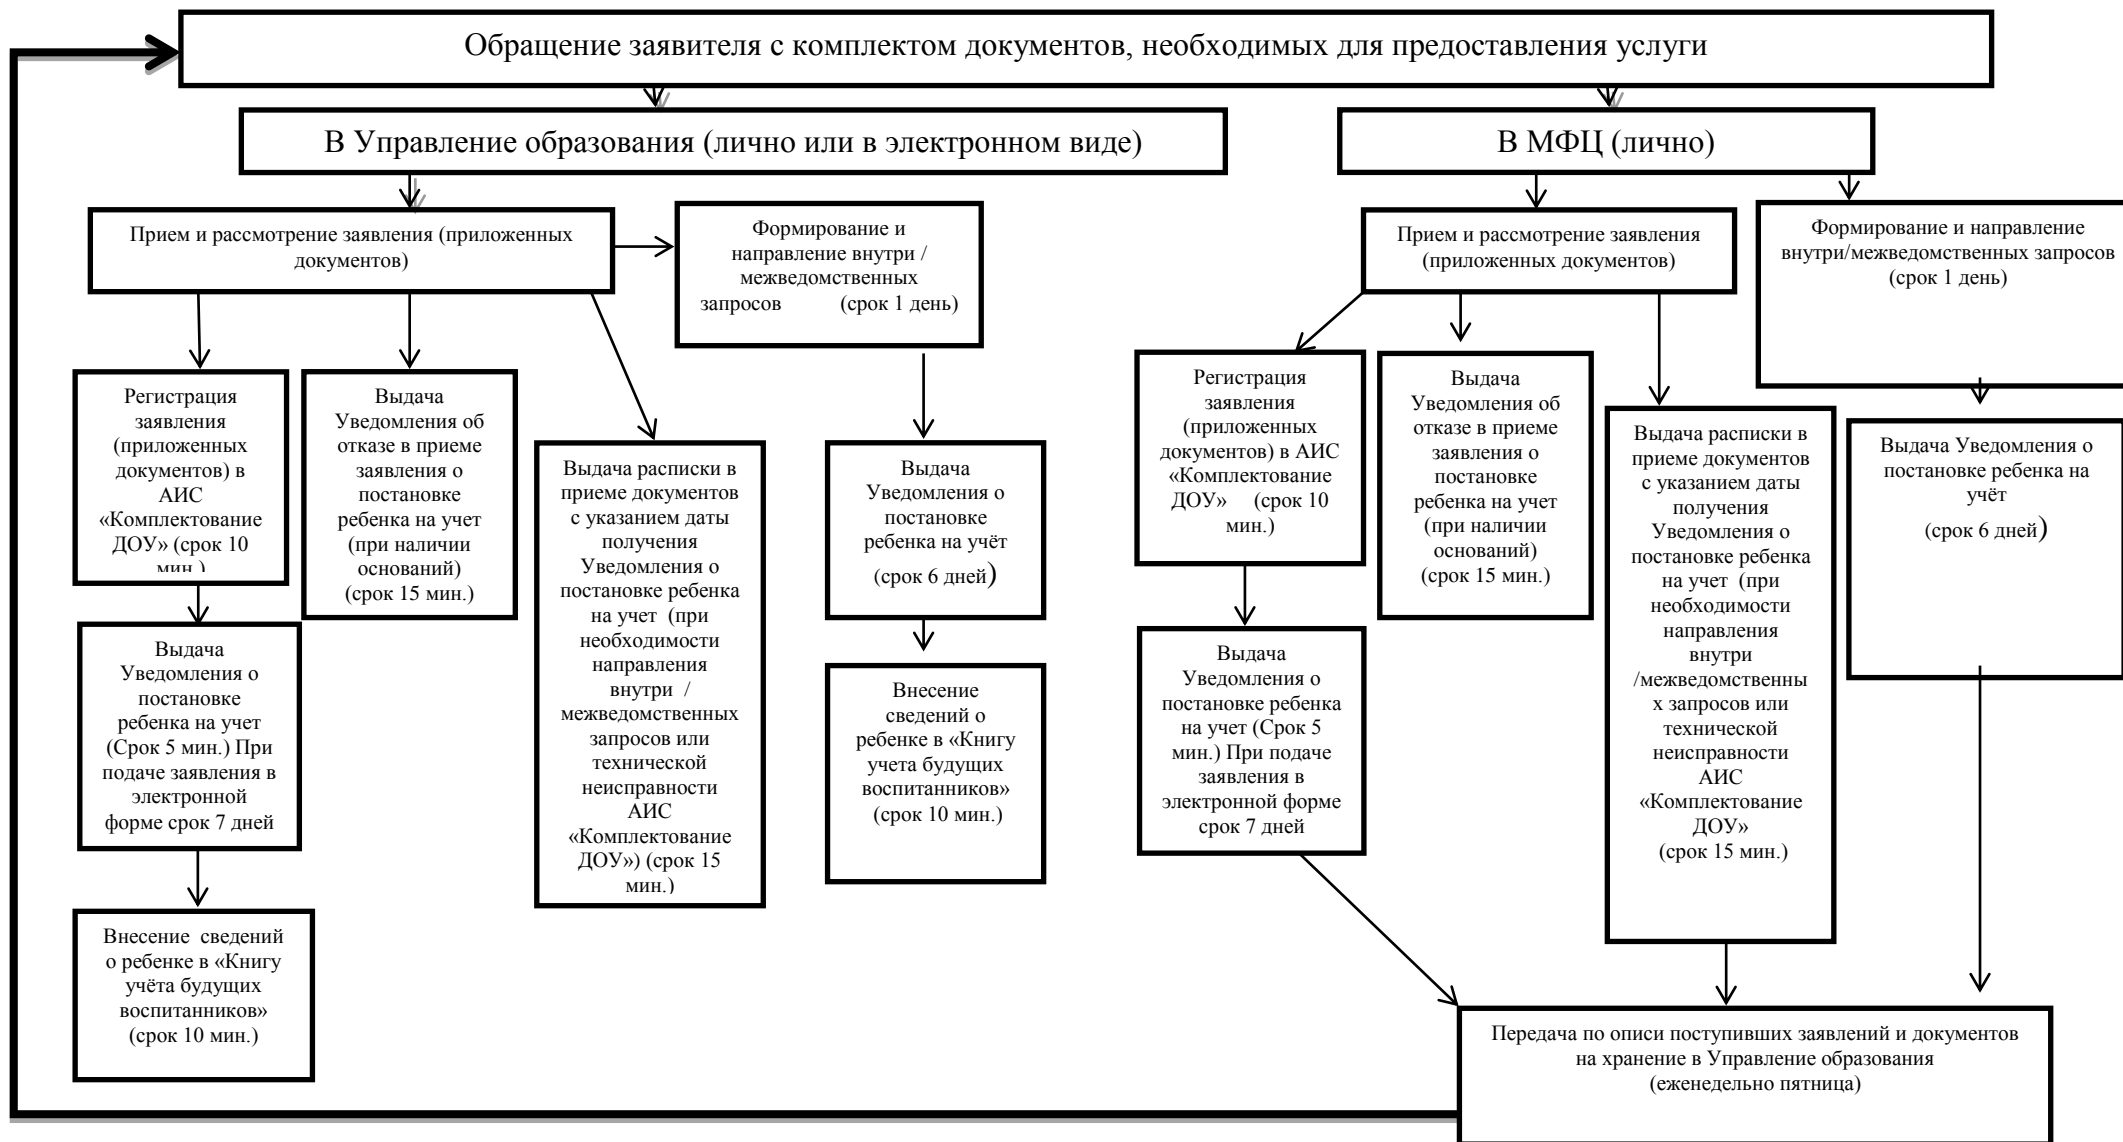 Обращение заявителя с комплектом документов, необходимых для предоставления услуги
В Управление образования (лично или в электронном виде)
В МФЦ (лично)
Прием и рассмотрение заявления (приложенных
документов)
Формирование и
направление внутри /
межведомственных
запросов (срок 1 день)
Прием и рассмотрение заявления
(приложенных документов)
Формирование и направление
внутри/межведомственных запросов
(срок 1 день)
Регистрация
заявления
(приложенных
документов) в
АИС
«Комплектование
ДОУ» (срок 10
мин.)
Выдача
Уведомления об
отказе в приеме
заявления о
постановке
ребенка на учет
(при наличии
оснований)
(срок 15 мин.)
Выдача расписки в
приеме документов
с указанием даты
получения
Уведомления о
постановке ребенка
на учет (при
необходимости
направления
внутри /
межведомственных
запросов или
технической
неисправности
АИС
«Комплектование
ДОУ») (срок 15
мин.)
Выдача
Уведомления о
постановке
ребенка на учёт
(срок 6 дней)
Регистрация
заявления
(приложенных
документов) в АИС
«Комплектование
ДОУ» (срок 10
мин.)
Выдача
Уведомления об
отказе в приеме
заявления о
постановке
ребенка на учет
(при наличии
оснований)
(срок 15 мин.)
Выдача расписки в
приеме документов
с указанием даты
получения
Уведомления о
постановке ребенка
на учет (при
необходимости
направления
внутри
/межведомственны
х запросов или
технической
неисправности
АИС
«Комплектование
ДОУ»
(срок 15 мин.)
Выдача Уведомления о
постановке ребенка на
учёт
(срок 6 дней)
Выдача
Уведомления о
постановке
ребенка на учет
(Срок 5 мин.) При
подаче заявления в
электронной
форме срок 7 дней
Внесение
сведений о
ребенке в «Книгу
учета будущих
воспитанников»
(срок 10 мин.)
Выдача
Уведомления о
постановке ребенка
на учет (Срок 5
мин.) При подаче
заявления в
электронной форме
срок 7 дней
Внесение сведений
о ребенке в «Книгу
учёта будущих
воспитанников»
(срок 10 мин.)
Передача по описи поступивших заявлений и документов
на хранение в Управление образования
(еженедельно пятница)